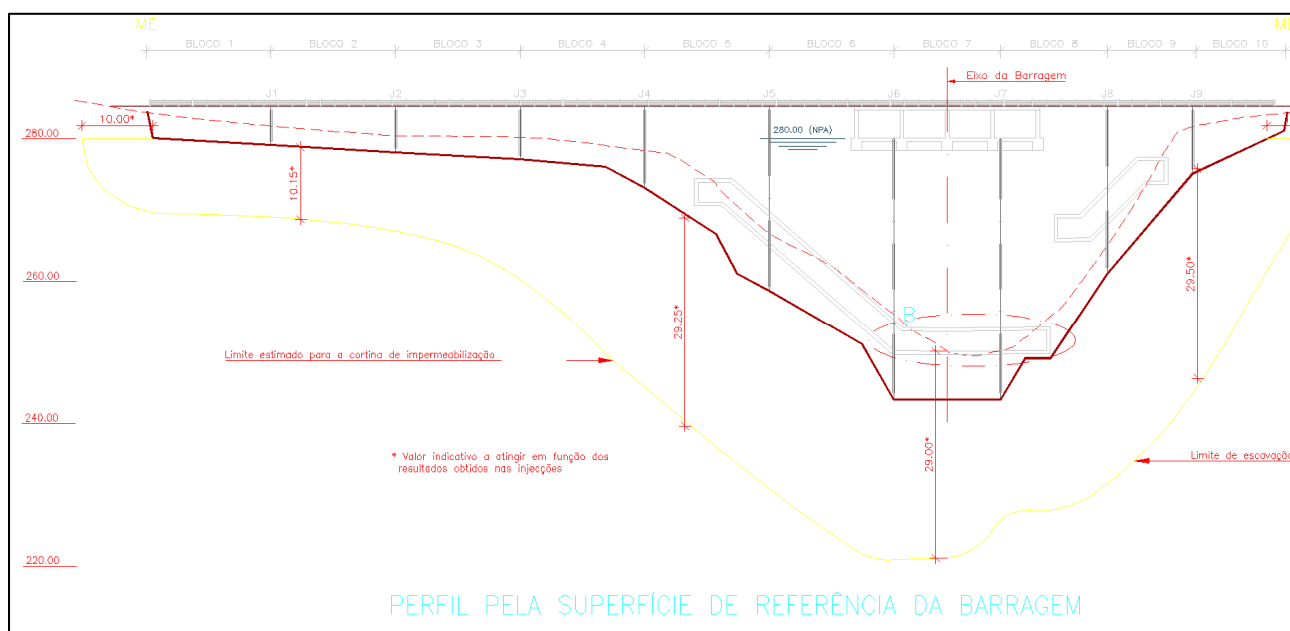 ME
BLOCO 1 BLOCO 2 BLOCO 3 BLOCO 4 BLOCO 5 BLOCO 6 BLOCO 7 BLOCO 8 BLOCO 9 BLOCO 10
Eixo da Barragem
J1 J2 J3 J4 J5 J6 J7 J8 J9
10.00*
280.00
280.00 (NPA)
10.15*
260.00
29.25*
29.50*
B
Limite estimado para a cortina de impermeabilização
240.00
29.00*
* Valor indicativo a atingir em função dos
resultados obtidos nas injecções
Limite de escavação
220.00
PERFIL PELA SUPERFÍCIE DE REFERÊNCIA DA BARRAGEM